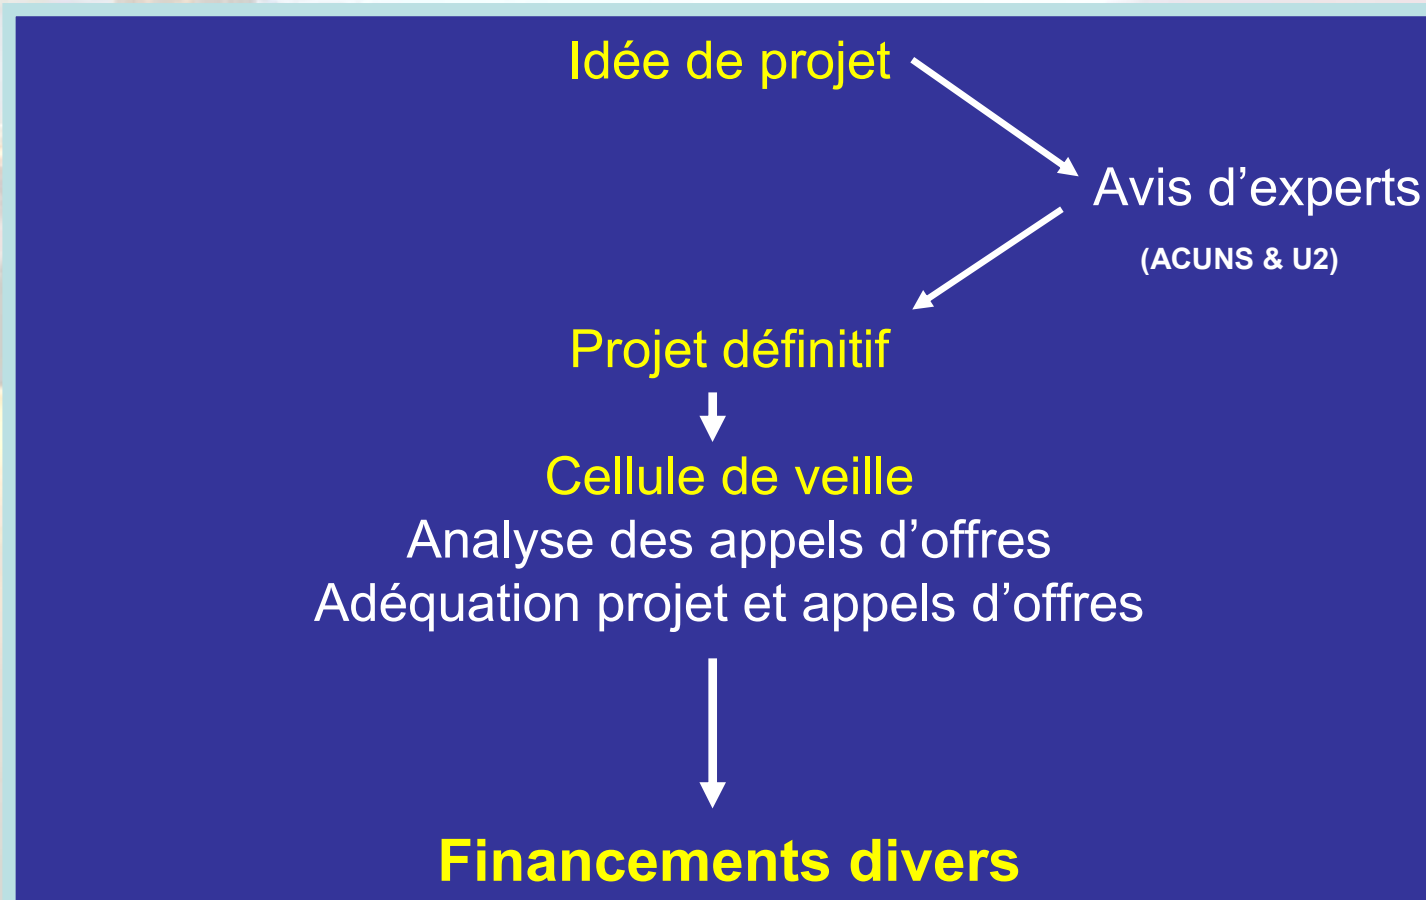 Idée de projet
Avis d’experts
(ACUNS & U2)
Projet définitif
Cellule de veille
Analyse des appels d’offres
Adéquation projet et appels d’offres
Financements divers